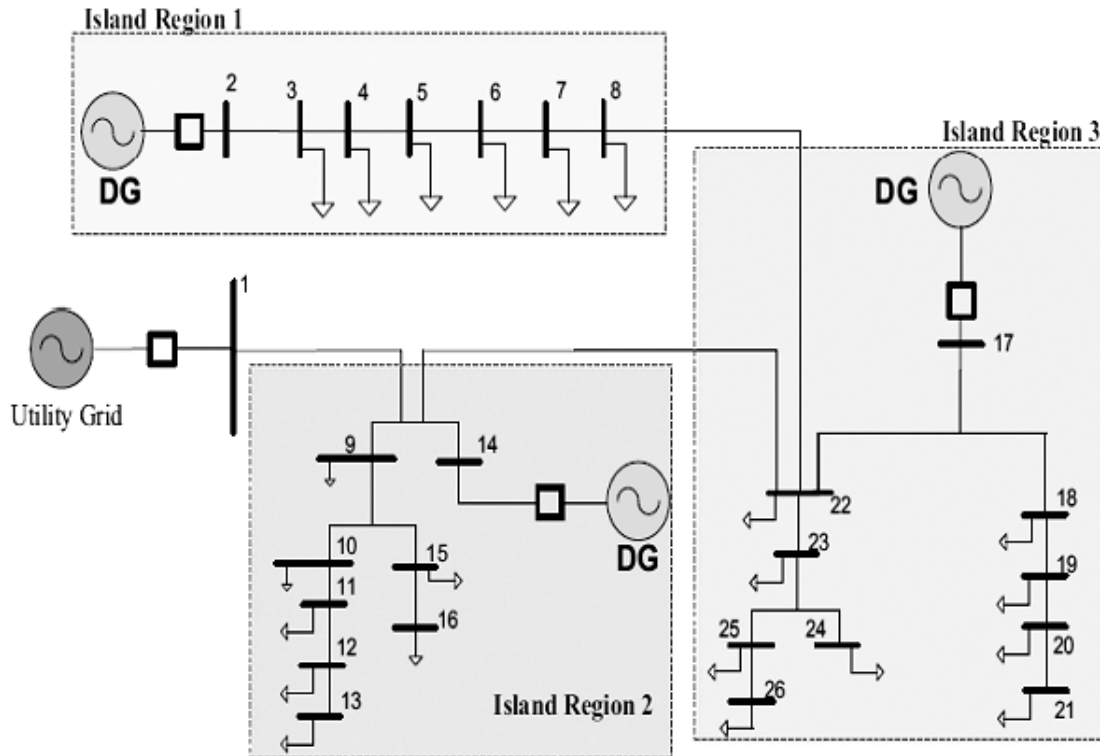 Island Region 1
2 3 4 5 6 7 8
DG
Island Region 3
DG
1
17
Utility Grid
9 14
22 18
23
10 15
DG
19
11
16
25 24 20
12
26
13
Island Region 2
21